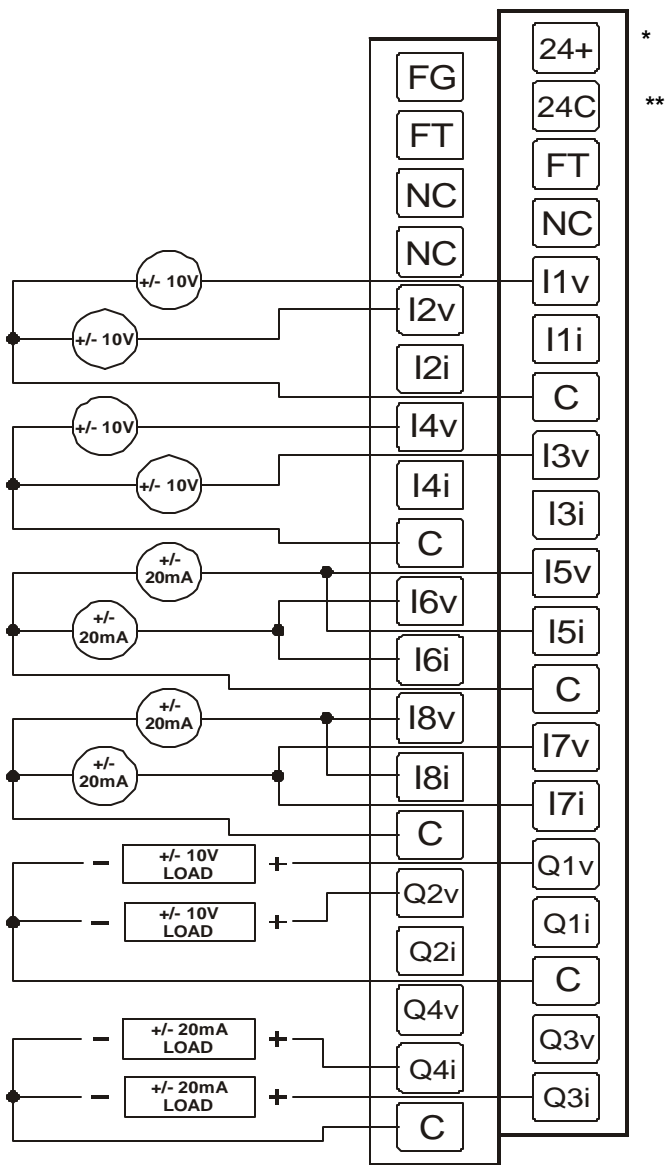 24+
*
24C
**
FT
NC
I1v
I1i
C
I3v
I3i
I5v
I5i
C
I7v
I7i
Q1v
Q1i
C
Q3v
Q3i
FG
FT
NC
NC
I2v
I2i
I4v
I4i
C
I6v
I6i
I8v
I8i
C
Q2v
Q2i
Q4v
Q4i
C
+/- 10V
+/- 10V
+/- 10V
+/- 10V
+/-
20mA
+/-
20mA
+/-
20mA
+/-
20mA
− +/- 10V +
LOAD
− +/- 10V +
LOAD
− +/- 20mA +
LOAD
− +/- 20mA +
LOAD